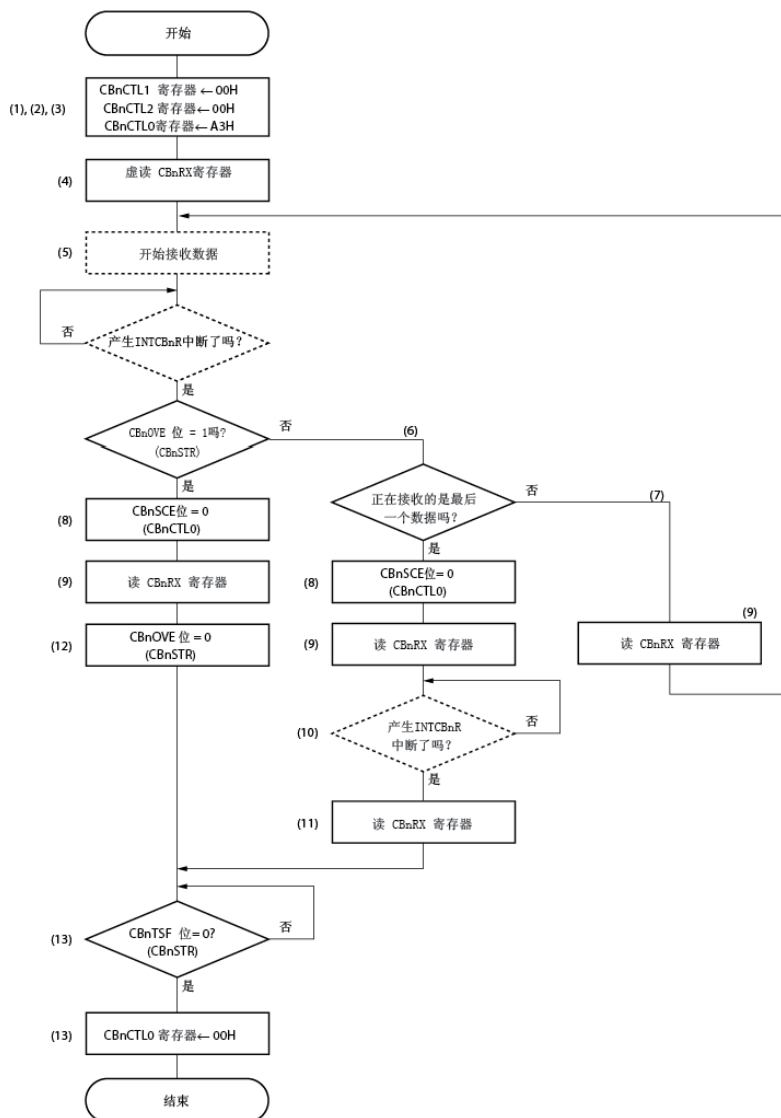 开始
(1), (2), (3)
CBnCTL1 寄存器 ←00H
CBnCTL2 寄存器←00H
CBnCTL0寄存器←A3H
(4)
虚读 CBnRX寄存器
(5)
开始接收数据
否
产生INTCBnR中断了吗?
是
CBnOVE 位 = 1吗?
(CBnSTR)
否
(6)
是
正在接收的是最后
一个数据吗?
否
(7)
是
(8)
CBnSCE位=0
(CBnCTL0)
(8)
CBnSCE位=0
(CBnCTL0)
(9)
读 CBnRX 寄存器
(9)
读 CBnRX 寄存器
(9)
读 CBnRX 寄存器
(12)
CBnOVE 位=0
(CBnSTR)
(10)
产生INTCBnR
中断了吗?
否
是
(11)
读 CBnRX 寄存器
(13)
CBnTSF 位=0?
(CBnSTR)
否
是
(13)
CBnCTL0 寄存器←00H
结束